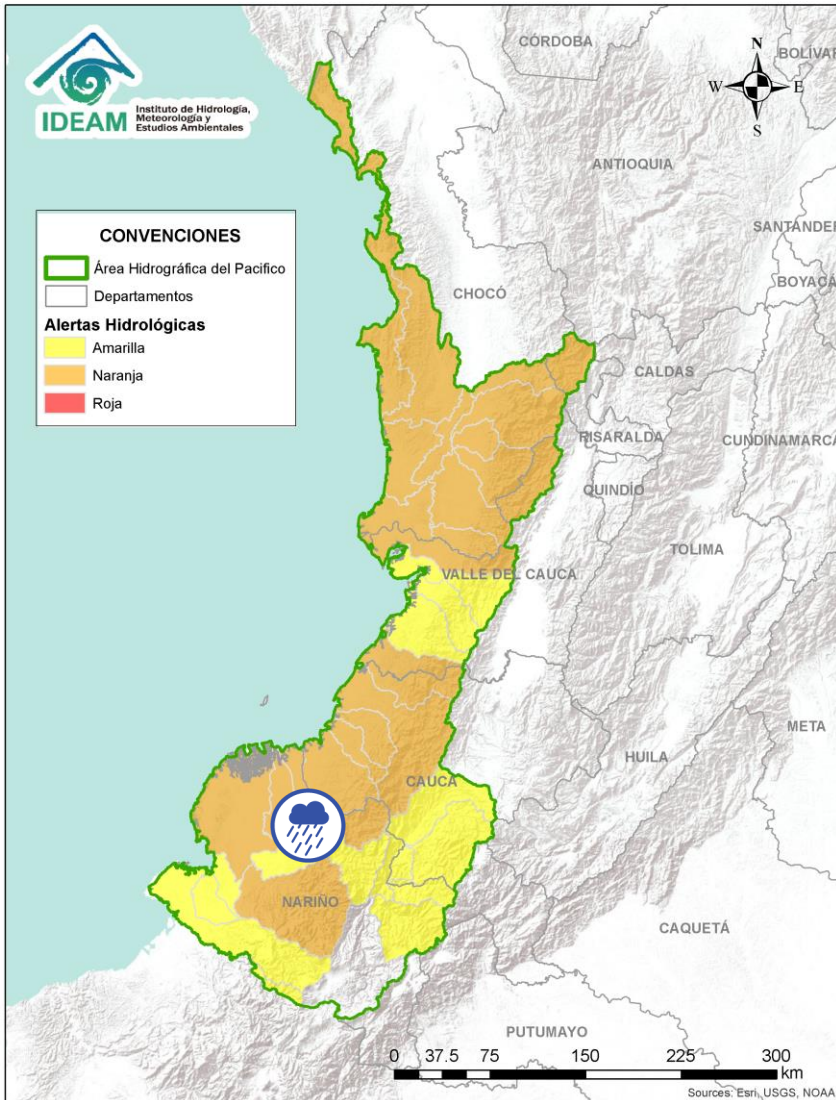 IDEAM
Instituto de Hidrología,
Meteorología y
Estudios Ambientales
CÓRDOBA
BOLÍVAR
N
W
E
S
ANTIOQUIA
SANTANDER
BOYACÁ
CONVENCIONES
Área Hidrográfica del Pacifico
Departamentos
Alertas Hidrológicas
Amarilla
Naranja
Roja
CHOCÓ
CALDAS
RISARALDA
CUNDINAMARCA
QUINDÍO
TOLIMA
VALLE DEL CAUCA
META
HUILA
CAUCA
NARIÑO
CAQUETÁ
PUTUMAYO
0 37.5 75 150 225 300
km
Sources: Esri, USGS, NOAA